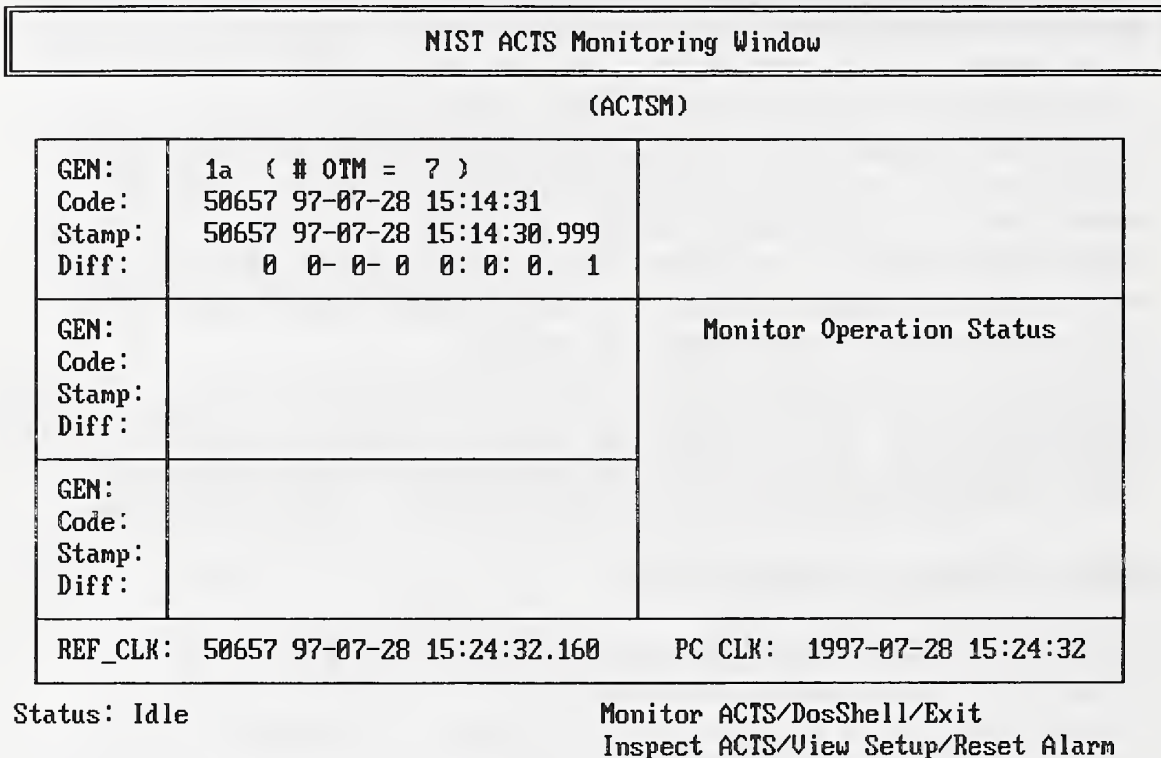 NIST ACTS Monitoring Window
(ACTSM)
GEN: 1a ( # OTM = 7 )
Code: 50657 97-07-28 15:14:31
Stamp: 50657 97-07-28 15:14:30.999
Diff: 0 0- 0- 0 0: 0: 0. 1
GEN:
Code:
Stamp:
Diff:
Monitor Operation Status
GEN:
Code:
Stamp:
Diff:
REF_CLK: 50657 97-07-28 15:24:32.160 PC CLK: 1997-07-28 15:24:32
Status: Idle
Monitor ACTS/DosShell/Exit
Inspect ACTS/View Setup/Reset Alarm